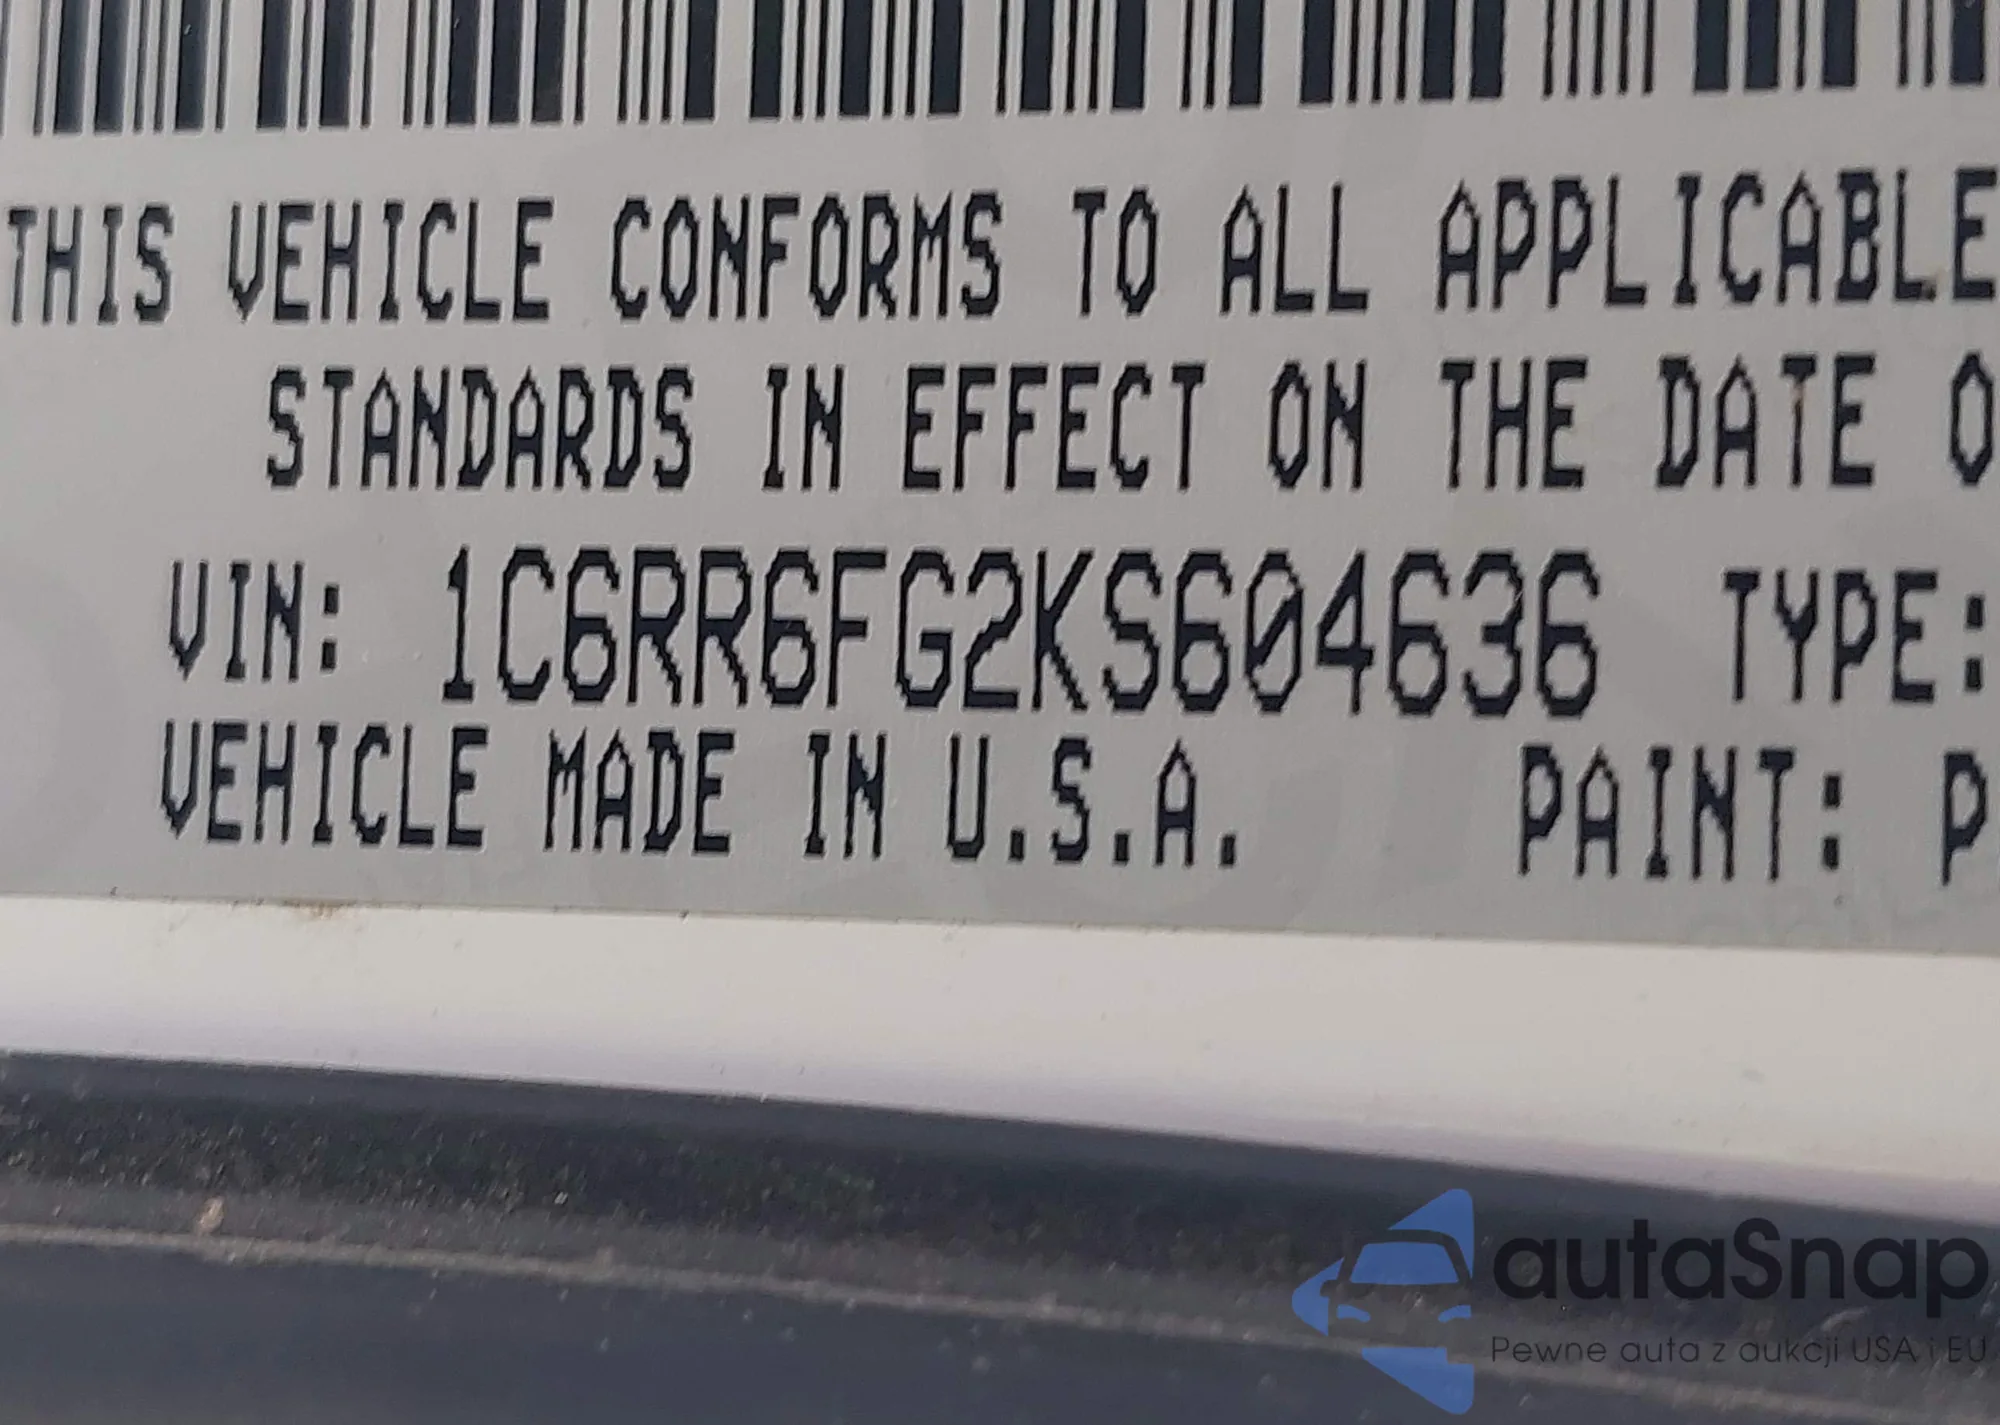 THIS VEHICLE CONFORMS TO ALL APPLICABLE
STANDARDS IN EFFECT ON THE DATE O
VIN: 1C6RR6FG2KS604636 TYPE:
VEHICLE MADE IN U.S.A. PAINT: P
autaSnap
Pewne auta z aukcji USA i EU